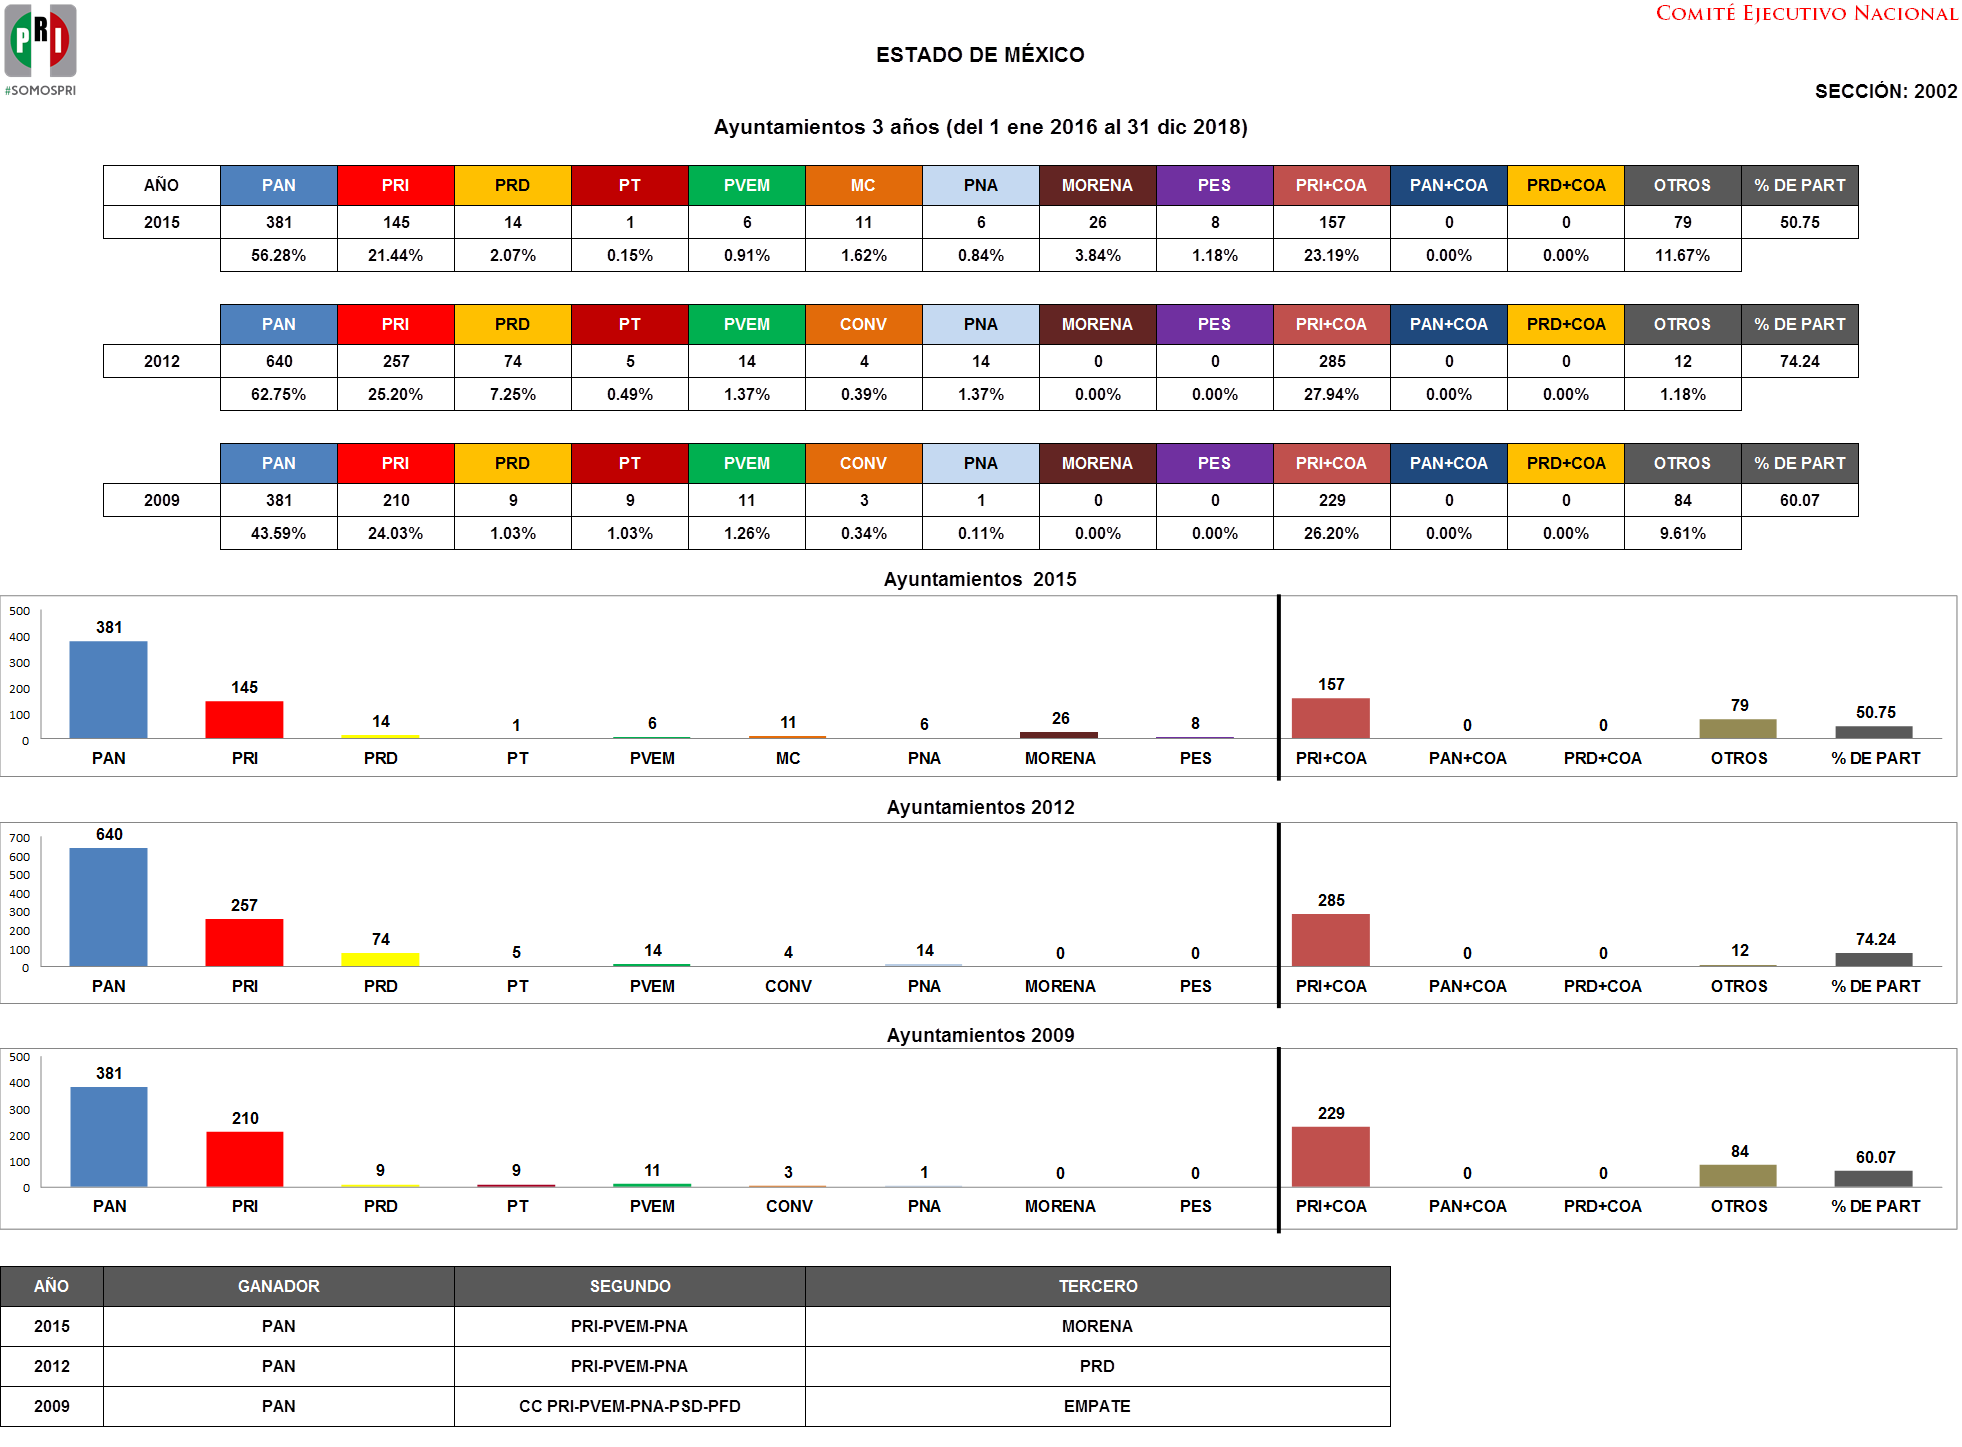 PRI
#SOMOSPRI
COMITÉ EJECUTIVO NACIONAL
ESTADO DE MÉXICO
SECCIÓN: 2002
Ayuntamientos 3 años (del 1 ene 2016 al 31 dic 2018)
AÑO PAN PRI PRD PT PVEM MC PNA MORENA PES PRI+COA PAN+COA PRD+COA OTROS % DE PART
2015 381 145 14 1 6 11 6 26 8 157 0 0 79 50.75
56.28% 21.44% 2.07% 0.15% 0.91% 1.62% 0.84% 3.84% 1.18% 23.19% 0.00% 0.00% 11.67%
PAN PRI PRD PT PVEM CONV PNA MORENA PES PRI+COA PAN+COA PRD+COA OTROS % DE PART
2012 640 257 74 5 14 4 14 0 0 285 0 0 12 74.24
62.75% 25.20% 7.25% 0.49% 1.37% 0.39% 1.37% 0.00% 0.00% 27.94% 0.00% 0.00% 1.18%
PAN PRI PRD PT PVEM CONV PNA MORENA PES PRI+COA PAN+COA PRD+COA OTROS % DE PART
2009 381 210 9 9 11 3 1 0 0 229 0 0 84 60.07
43.59% 24.03% 1.03% 1.03% 1.26% 0.34% 0.11% 0.00% 0.00% 26.20% 0.00% 0.00% 9.61%
Ayuntamientos 2015
500
400
300
200
100
0
381 145 14 1 6 11 6 26 8 157 0 0 79 50.75
PAN PRI PRD PT PVEM MC PNA MORENA PES PRI+COA PAN+COA PRD+COA OTROS % DE PART
Ayuntamientos 2012
700
600
500
400
300
200
100
0
640 257 74 5 14 4 14 0 0 285 0 0 12 74.24
PAN PRI PRD PT PVEM CONV PNA MORENA PES PRI+COA PAN+COA PRD+COA OTROS % DE PART
Ayuntamientos 2009
500
400
300
200
100
0
381 210 9 9 11 3 1 0 0 229 0 0 84 60.07
PAN PRI PRD PT PVEM CONV PNA MORENA PES PRI+COA PAN+COA PRD+COA OTROS % DE PART
AÑO GANADOR SEGUNDO TERCERO
2015 PAN PRI-PVEM-PNA MORENA
2012 PAN PRI-PVEM-PNA PRD
2009 PAN CC PRI-PVEM-PNA-PSD-PFD EMPATE